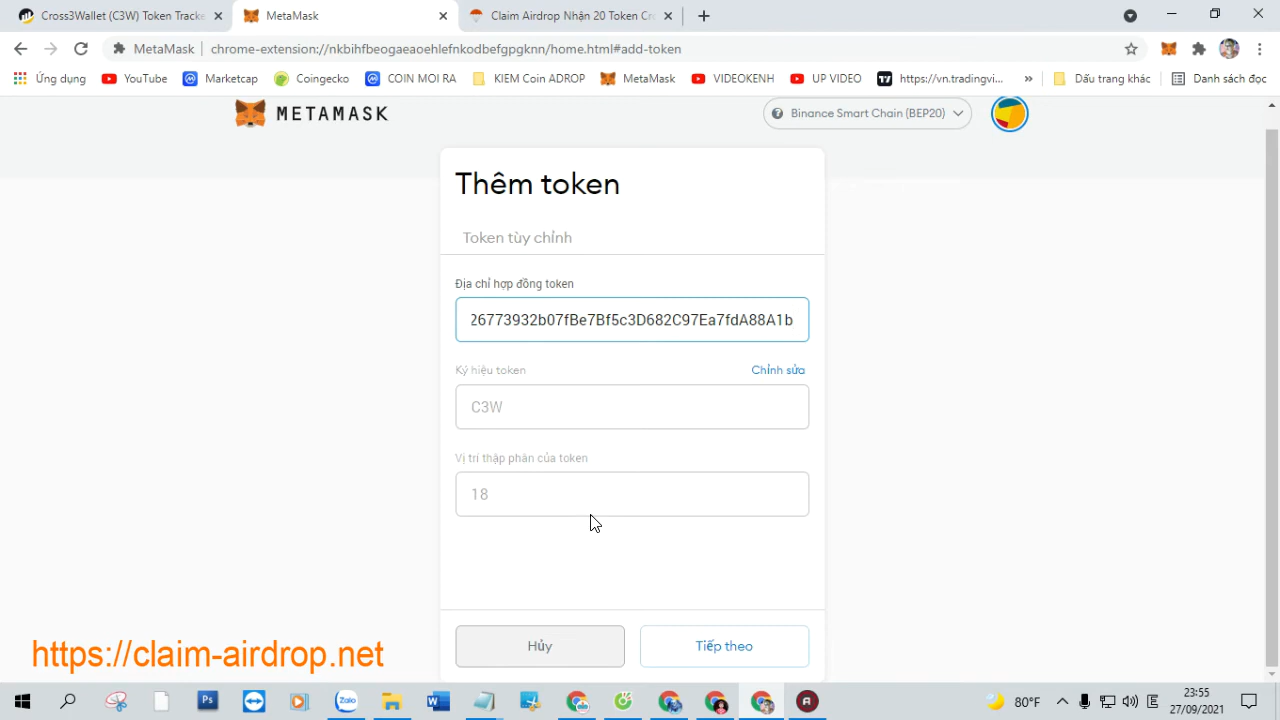 Cross3Wallet (C3W) Token Tracke
MetaMask
Claim Airdrop Nhận 20 Token Cro
MetaMask
chrome-extension://nkbihfbeogaeaoehlefnkodbefgpgknn/home.html#add-token
Ứng dụng
YouTube
Marketcap
Coingecko
COIN MOI RA
KIEM Coin ADROP
MetaMask
VIDEOKENH
UP VIDEO
https://vn.tradingvi...
»
Dấu trang khác
Danh sách đọc
METAMASK
Binance Smart Chain (BEP20)
Thêm token
Token tùy chỉnh
Địa chỉ hợp đồng token
26773932b07fBe7Bf5c3D682C97Ea7fdA88A1b
Ký hiệu token
Chỉnh sửa
C3W
Vị trí thập phân của token
18
Hủy
Tiếp theo
https://claim-airdrop.net
Ps
Zalo
80°F
E
23:55
27/09/2021